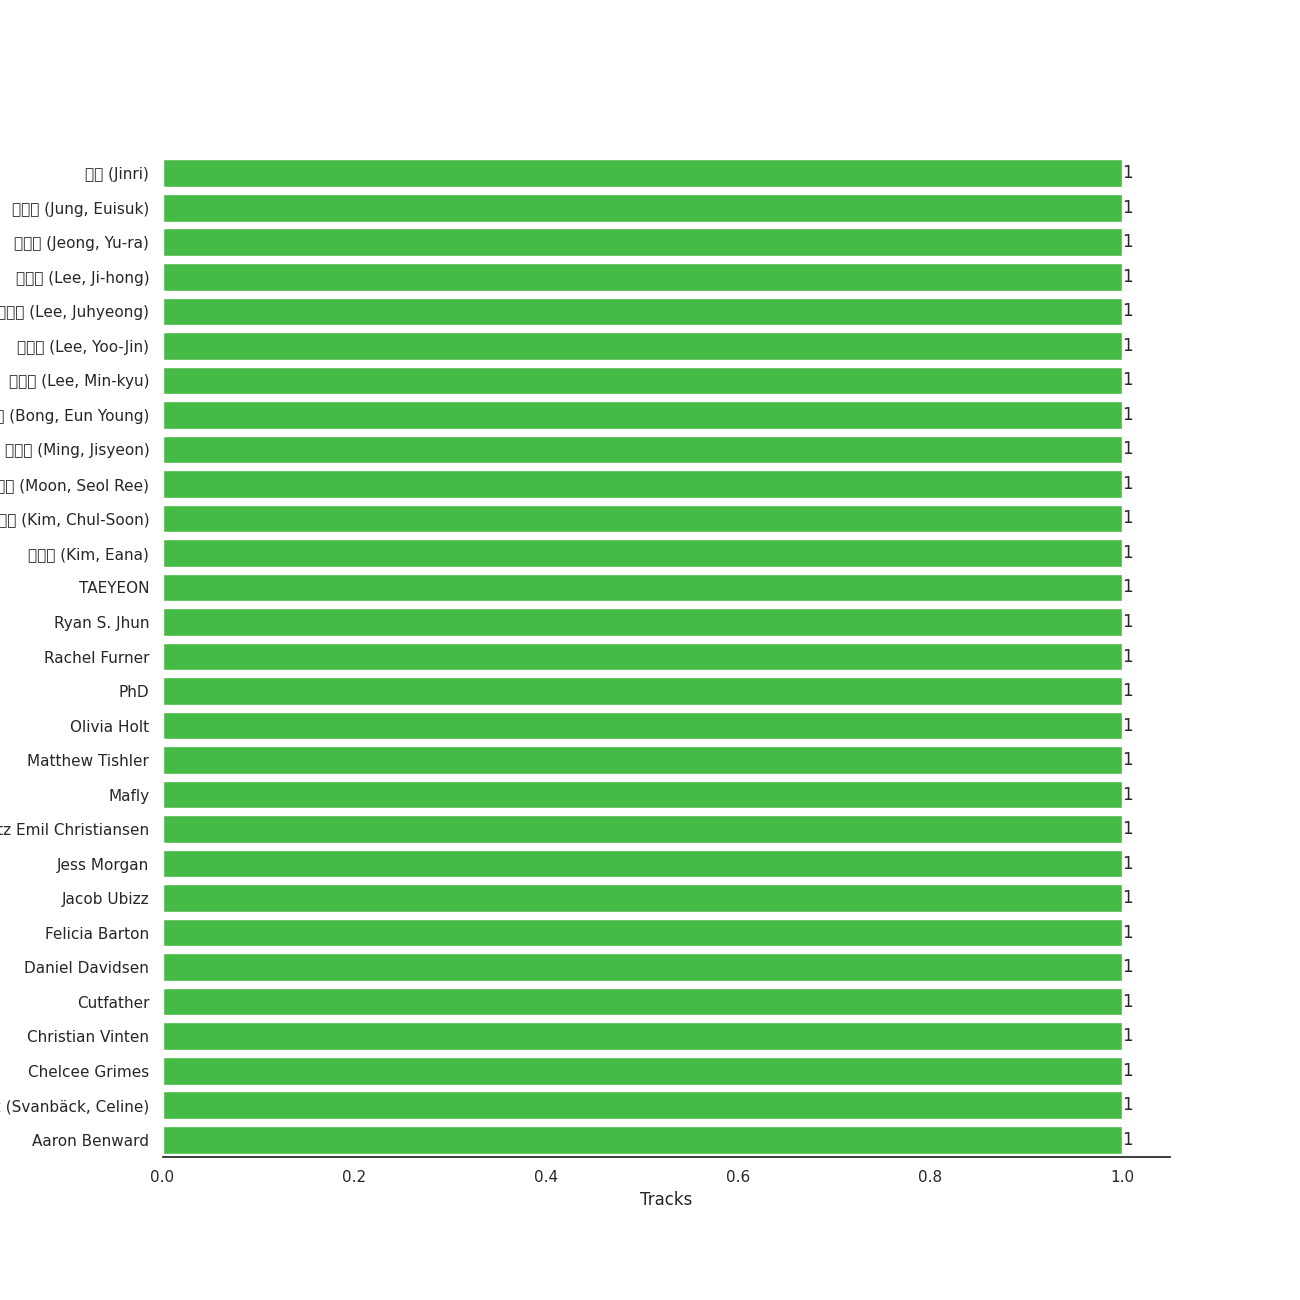 (Jinri) 1
(Jung, Euisuk) 1
(Jeong, Yu-ra) 1
(Lee, Ji-hong) 1
(Lee, Juhyeong) 1
(Lee, Yoo-Jin) 1
(Lee, Min-kyu) 1
(Bong, Eun Young) 1
(Ming, Jisyeon) 1
(Moon, Seol Ree) 1
(Kim, Chul-Soon) 1
(Kim, Eana) 1
TAEYEON 1
Ryan S. Jhun 1
Rachel Furner 1
PhD 1
Olivia Holt 1
Matthew Tishler 1
Mafly 1
Emil Christiansen 1
Jess Morgan 1
Jacob Ubizz 1
Felicia Barton 1
Daniel Davidsen 1
Cutfather 1
Christian Vinten 1
Chelcee Grimes 1
(Svanbäck, Celine) 1
Aaron Benward 1
0.0 0.2 0.4 0.6 0.8 1.0
Tracks